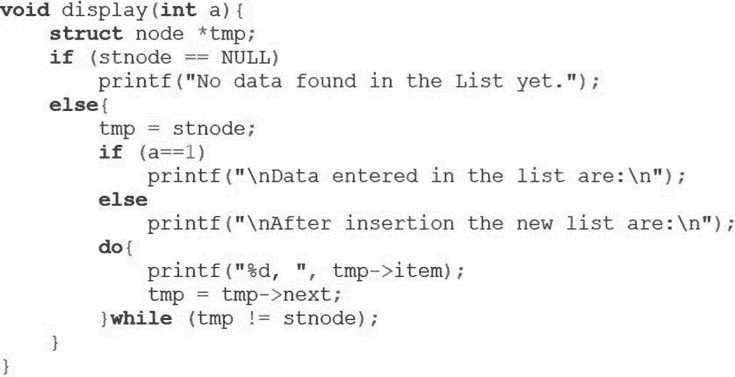 void display(int a){
    struct node *tmp;
    if (stnode == NULL)
        printf("No data found in the List yet.");
    else{
        tmp = stnode;
        if (a==1)
            printf("\nData entered in the list are:\n");
        else
            printf("\nAfter insertion the new list are:\n");
        do{
            printf("%d, ", tmp->item);
            tmp = tmp->next;
        }while (tmp != stnode);
    }
}